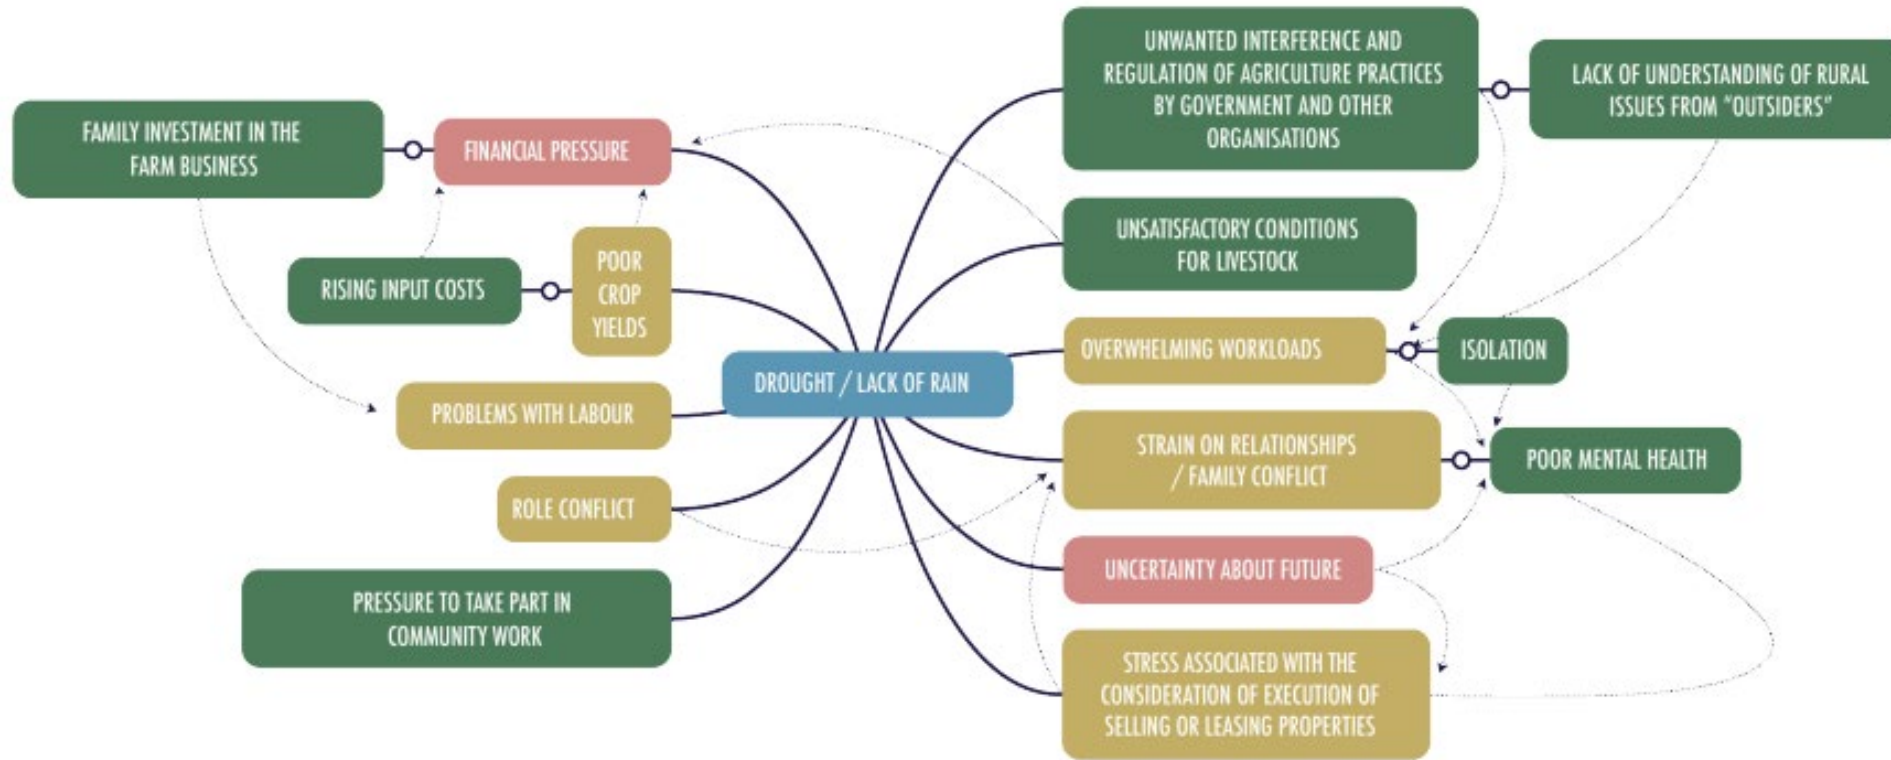 FAMILY INVESTMENT IN THE
FARM BUSINESS
FINANCIAL PRESSURE
RISING INPUT COSTS
POOR
CROP
YIELDS
PROBLEMS WITH LABOUR
ROLE CONFLICT
PRESSURE TO TAKE PART IN
COMMUNITY WORK
DROUGHT / LACK OF RAIN
UNWANTED INTERFERENCE AND
REGULATION OF AGRICULTURE PRACTICES
BY GOVERNMENT AND OTHER
ORGANISATIONS
LACK OF UNDERSTANDING OF RURAL
ISSUES FROM “OUTSIDERS”
UNSATISFACTORY CONDITIONS
FOR LIVESTOCK
OVERWHELMING WORKLOADS
ISOLATION
STRAIN ON RELATIONSHIPS
/ FAMILY CONFLICT
POOR MENTAL HEALTH
UNCERTAINTY ABOUT FUTURE
STRESS ASSOCIATED WITH THE
CONSIDERATION OF EXECUTION OF
SELLING OR LEASING PROPERTIES